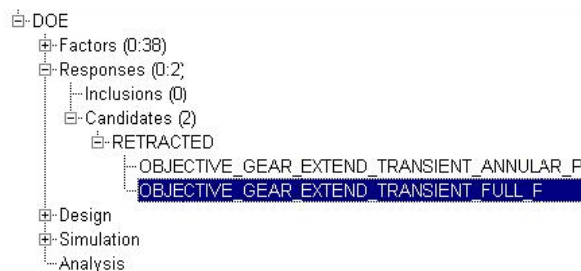 DOE
Factors (0:38)
Responses (0:2)
Inclusions (0)
Candidates (2)
RETRACTED
OBJECTIVE_GEAR_EXTEND_TRANSIENT_ANNULAR_P
OBJECTIVE_GEAR_EXTEND_TRANSIENT_FULL_F
Design
Simulation
Analysis